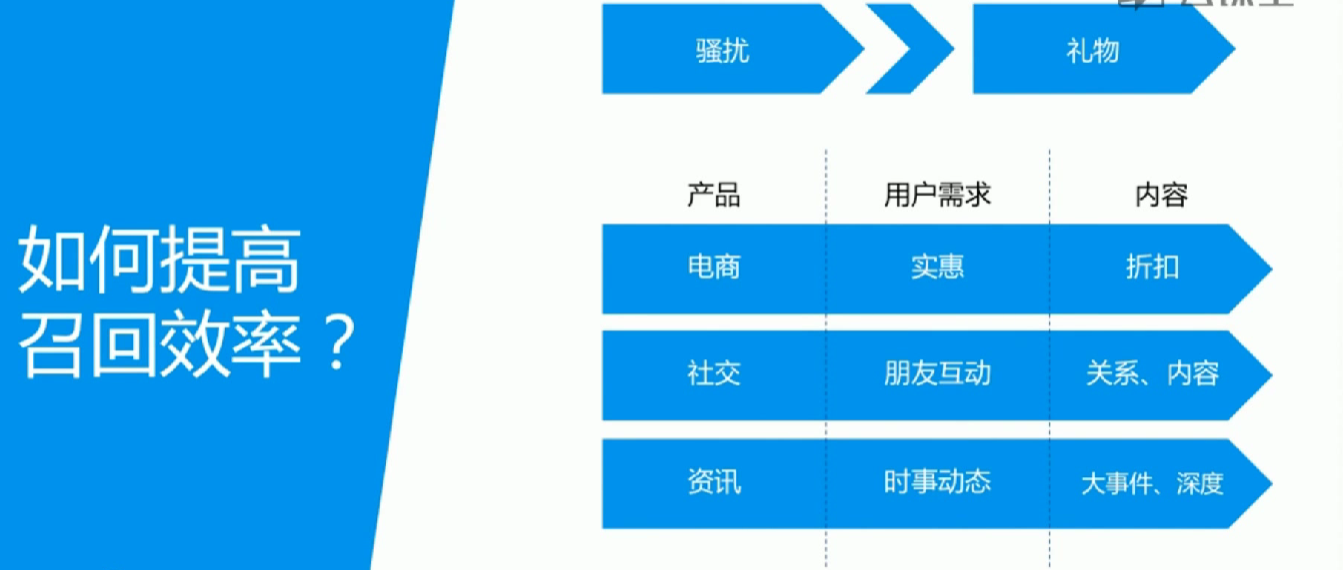 骚扰 礼物
如何提高
召回效率？
产品 用户需求 内容
电商 实惠 折扣
社交 朋友互动 关系、内容
资讯 时事动态 大事件、深度